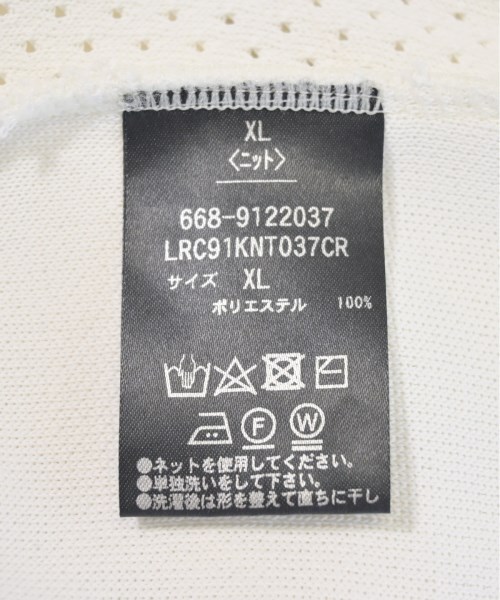 XL
〈ニット〉
668-9122037
LRC91KNT037CR
サイズ XL
ポリエステル 100%
F W
●ネットを使用してください。
●単独洗いをして下さい。
●洗濯後は形を整えて直ちに干し